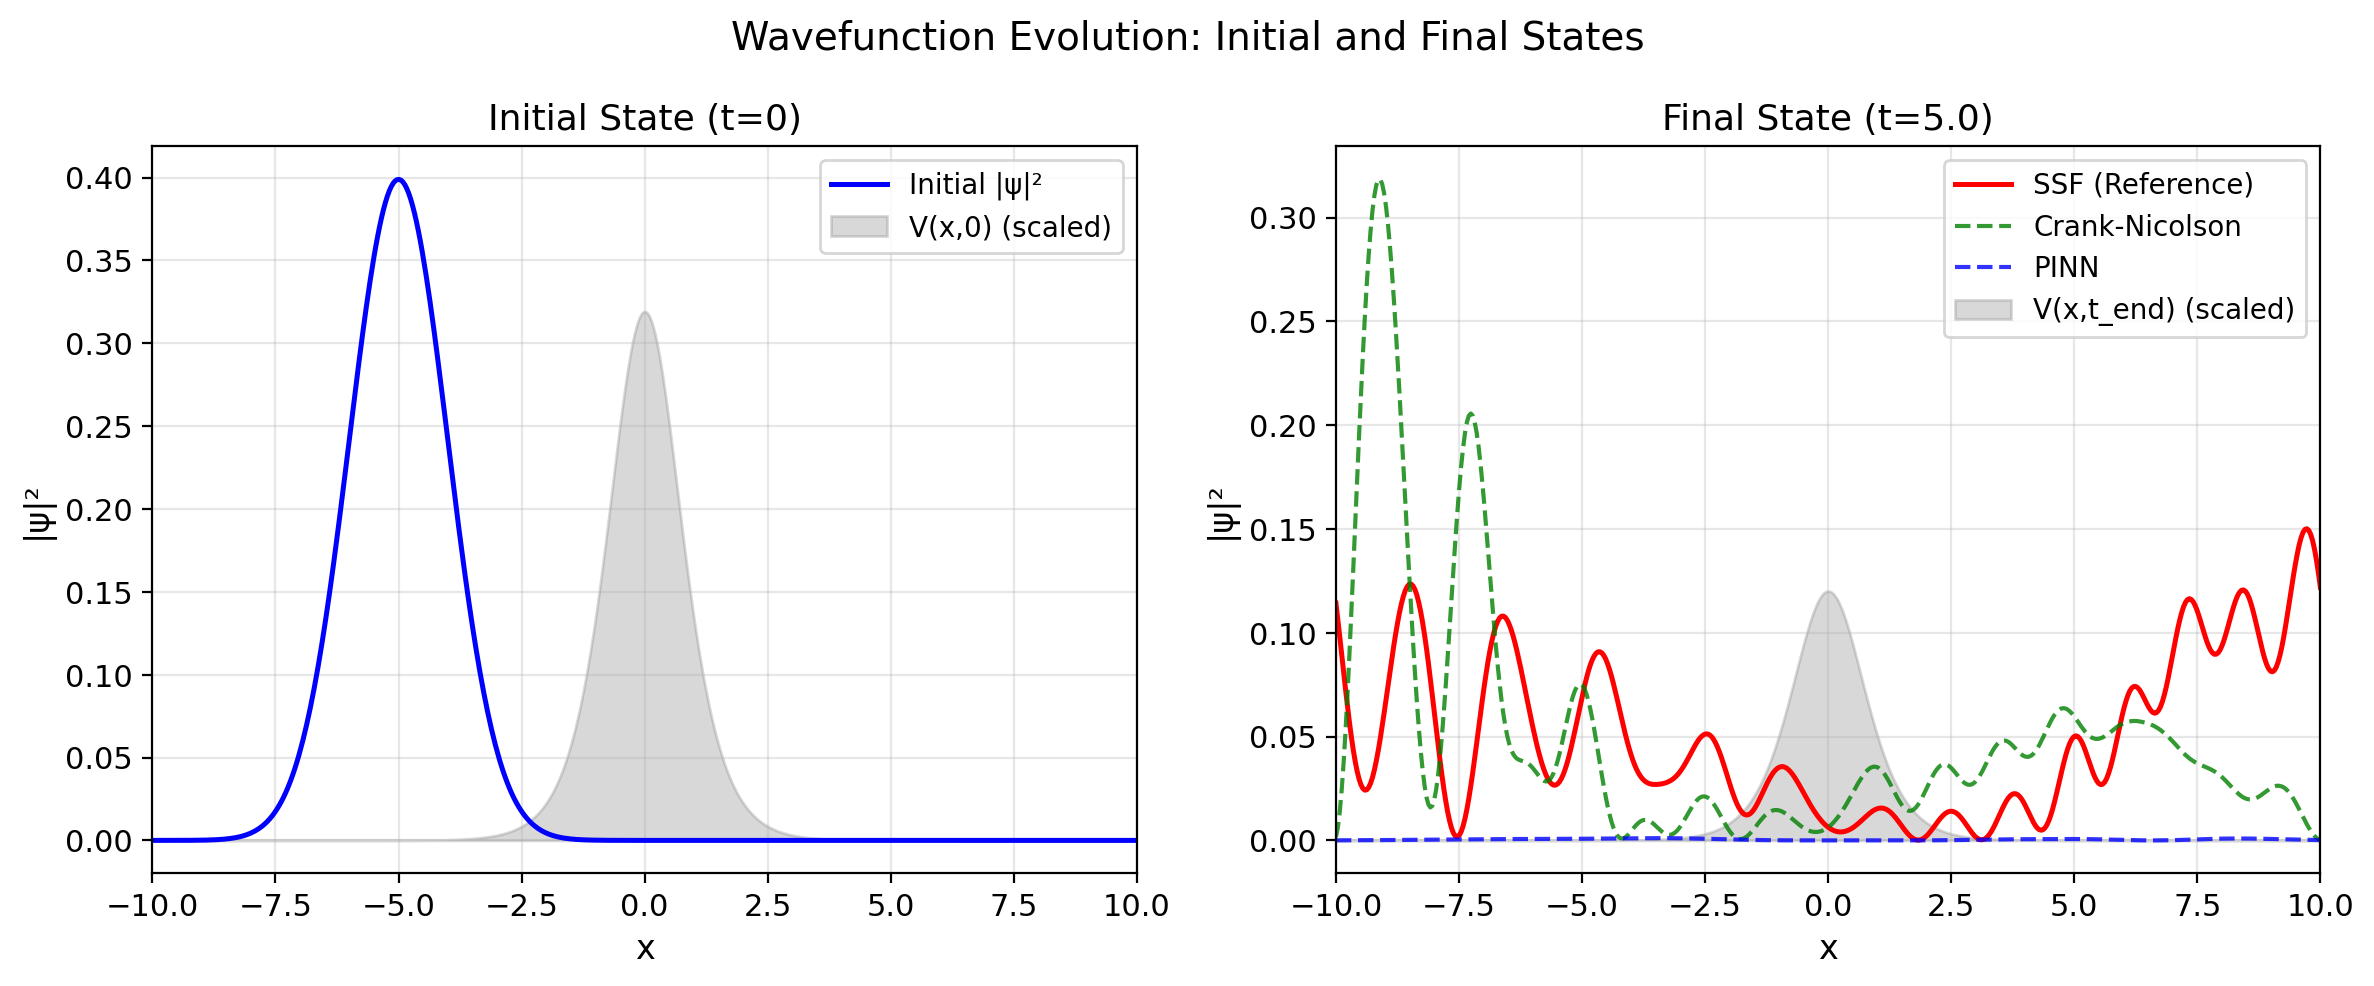 Wavefunction Evolution: Initial and Final States
Initial State (t=0)
|ψ|²
0.40
0.35
0.30
0.25
0.20
0.15
0.10
0.05
0.00
Initial |ψ|²
V(x,0) (scaled)
−10.0 −7.5 −5.0 −2.5 0.0 2.5 5.0 7.5 10.0
x
Final State (t=5.0)
|ψ|²
0.30
0.25
0.20
0.15
0.10
0.05
0.00
SSF (Reference)
Crank-Nicolson
PINN
V(x,t_end) (scaled)
−10.0 −7.5 −5.0 −2.5 0.0 2.5 5.0 7.5 10.0
x